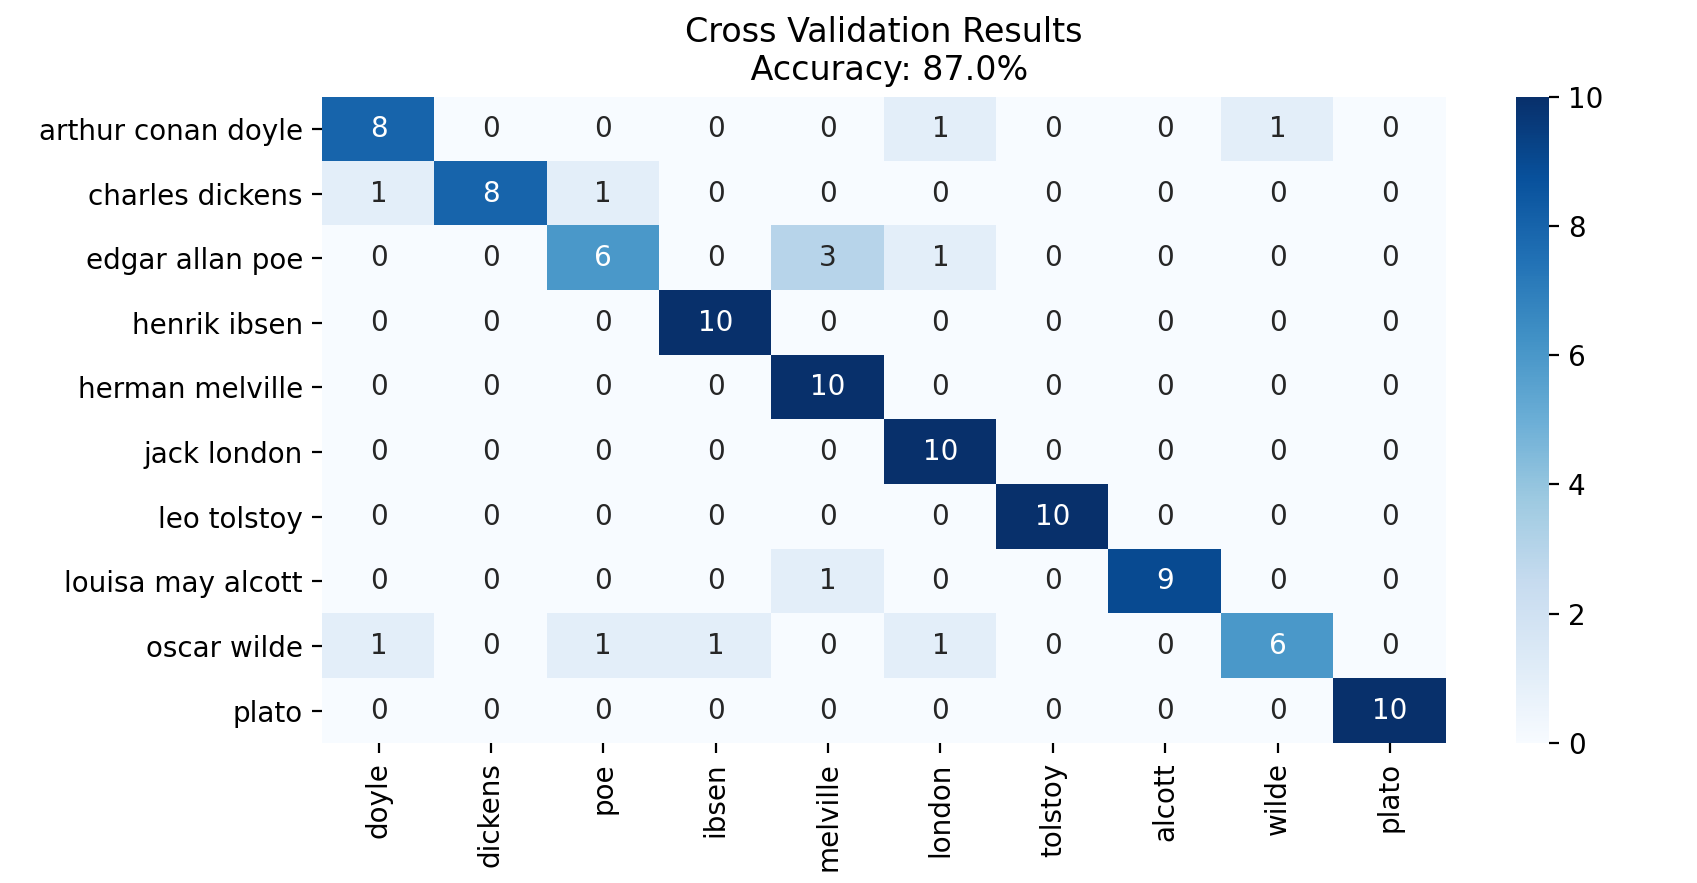 Cross Validation Results
Accuracy: 87.0%
arthur conan doyle 8 0 0 0 0 1 0 0 1 0
charles dickens 1 8 1 0 0 0 0 0 0 0
edgar allan poe 0 0 6 0 3 1 0 0 0 0
henrik ibsen 0 0 0 10 0 0 0 0 0 0
herman melville 0 0 0 0 10 0 0 0 0 0
jack london 0 0 0 0 0 10 0 0 0 0
leo tolstoy 0 0 0 0 0 0 10 0 0 0
louisa may alcott 0 0 0 0 1 0 0 9 0 0
oscar wilde 1 0 1 1 0 1 0 0 6 0
plato 0 0 0 0 0 0 0 0 0 10
doyle dickens poe ibsen melville london tolstoy alcott wilde plato
10
8
6
4
2
0